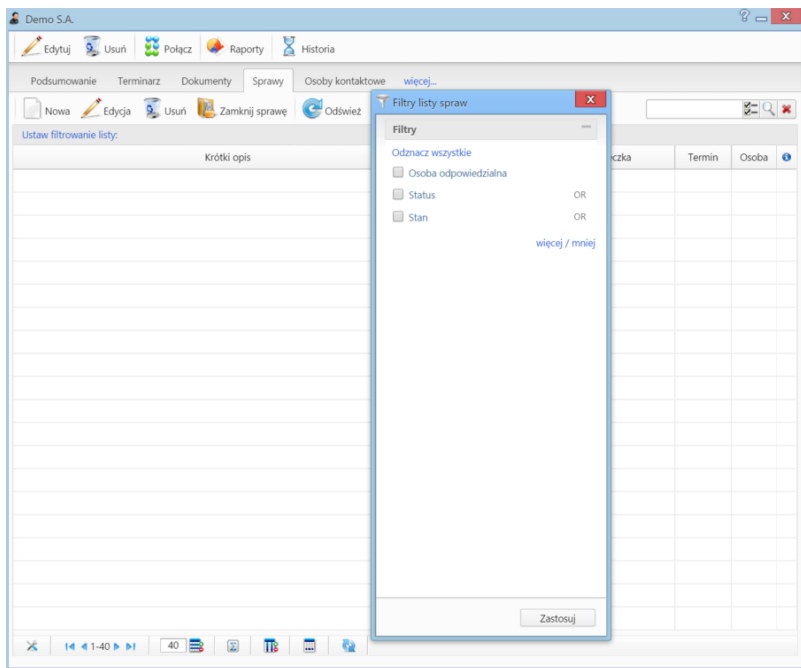 Demo S.A.
Edytuj Usuń Połącz Raporty Historia
Podsumowanie Terminarz Dokumenty Sprawy Osoby kontaktowe więcej...
Nowa Edycja Usuń Zamknij sprawę Odśwież
Filtry listy spraw
Ustaw filtrowanie listy:
Filtry
Krótki opis
Termin Osoba
Odznacz wszystkie
Osoba odpowiedzialna
Status OR
Stan OR
więcej / mniej
Zastosuj
1-40 40